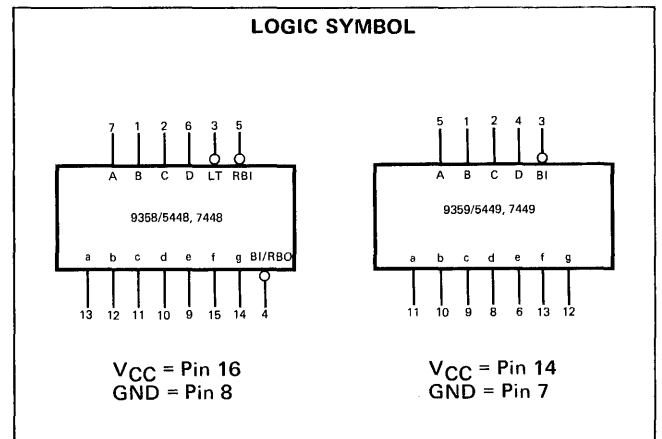 LOGIC SYMBOL
7 1 2 6 3 5
A B C D LT RBI
9358/5448, 7448
a b c d e f g BI/RBO
13 12 11 10 9 15 14 4
VCC = Pin 16
GND = Pin 8
5 1 2 4 3
A B C D BI
9359/5449, 7449
a b c d e f g
11 10 9 8 6 13 12
VCC = Pin 14
GND = Pin 7